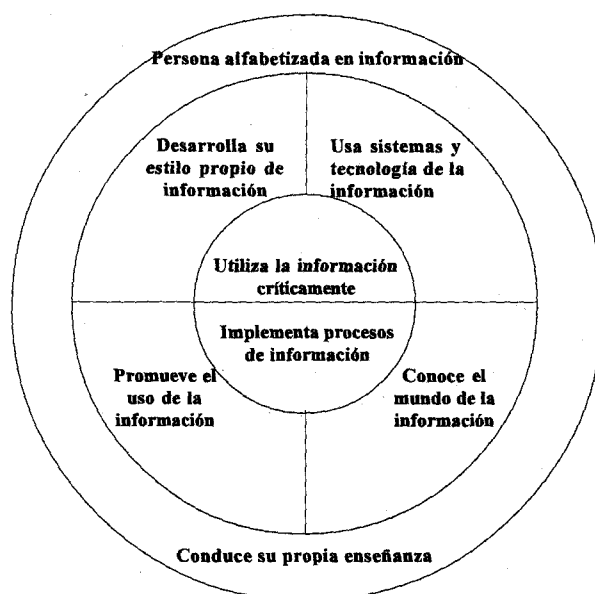 Persona alfabetizada en información
Desarrolla su
estilo propio de
información
Usa sistemas y
tecnología de la
información
Utiliza la información
críticamente
Implementa procesos
de información
Promueve el
uso de la
información
Conoce el
mundo de la
información
Conduce su propia enseñanza